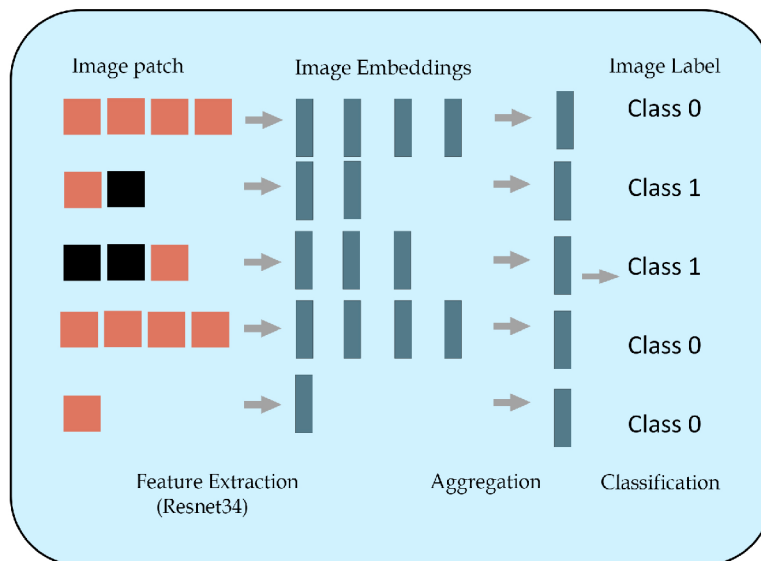 Image patch
Image Embeddings
Image Label
Class 0
Class 1
Class 1
Class 0
Class 0
Feature Extraction
(Resnet34)
Aggregation
Classification